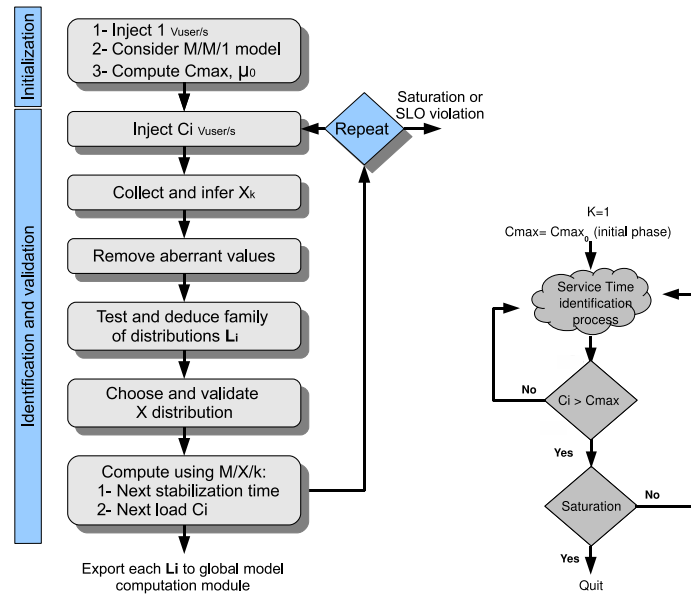 Initialization
1- Inject 1 Vuser/s
2- Consider M/M/1 model
3- Compute Cmax, μ0
Identification and validation
Inject Ci Vuser/s
Repeat
Saturation or
SLO violation
Collect and infer Xk
Remove aberrant values
Test and deduce family
of distributions Li
Choose and validate
X distribution
Compute using M/X/k:
1- Next stabilization time
2- Next load Ci
Export each Li to global model
computation module
K=1
Cmax= Cmax0 (initial phase)
Service Time
identification
process
No
Ci > Cmax
Yes
No
Saturation
Yes
Quit